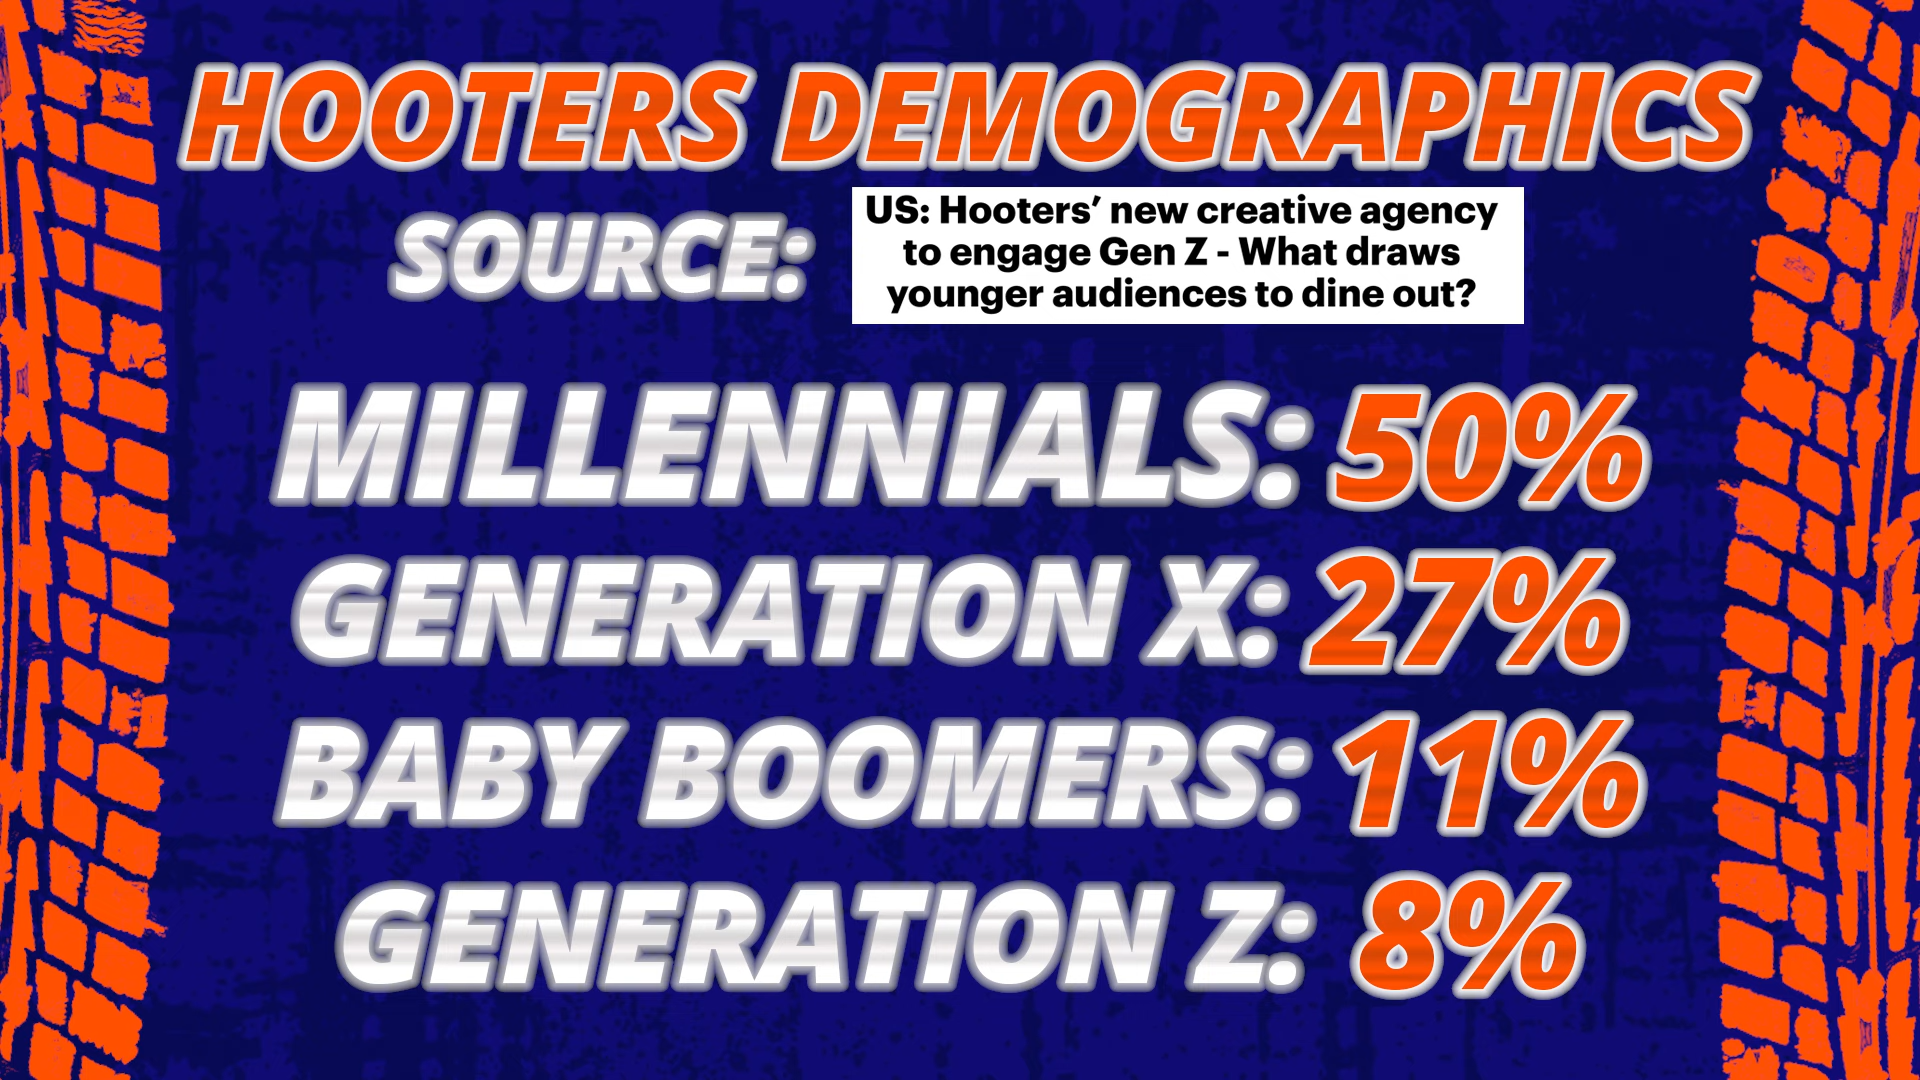 HOOTERS DEMOGRAPHICS
SOURCE:
US: Hooters’ new creative agency
to engage Gen Z - What draws
younger audiences to dine out?
MILLENNIALS: 50%
GENERATION X: 27%
BABY BOOMERS: 11%
GENERATION Z: 8%